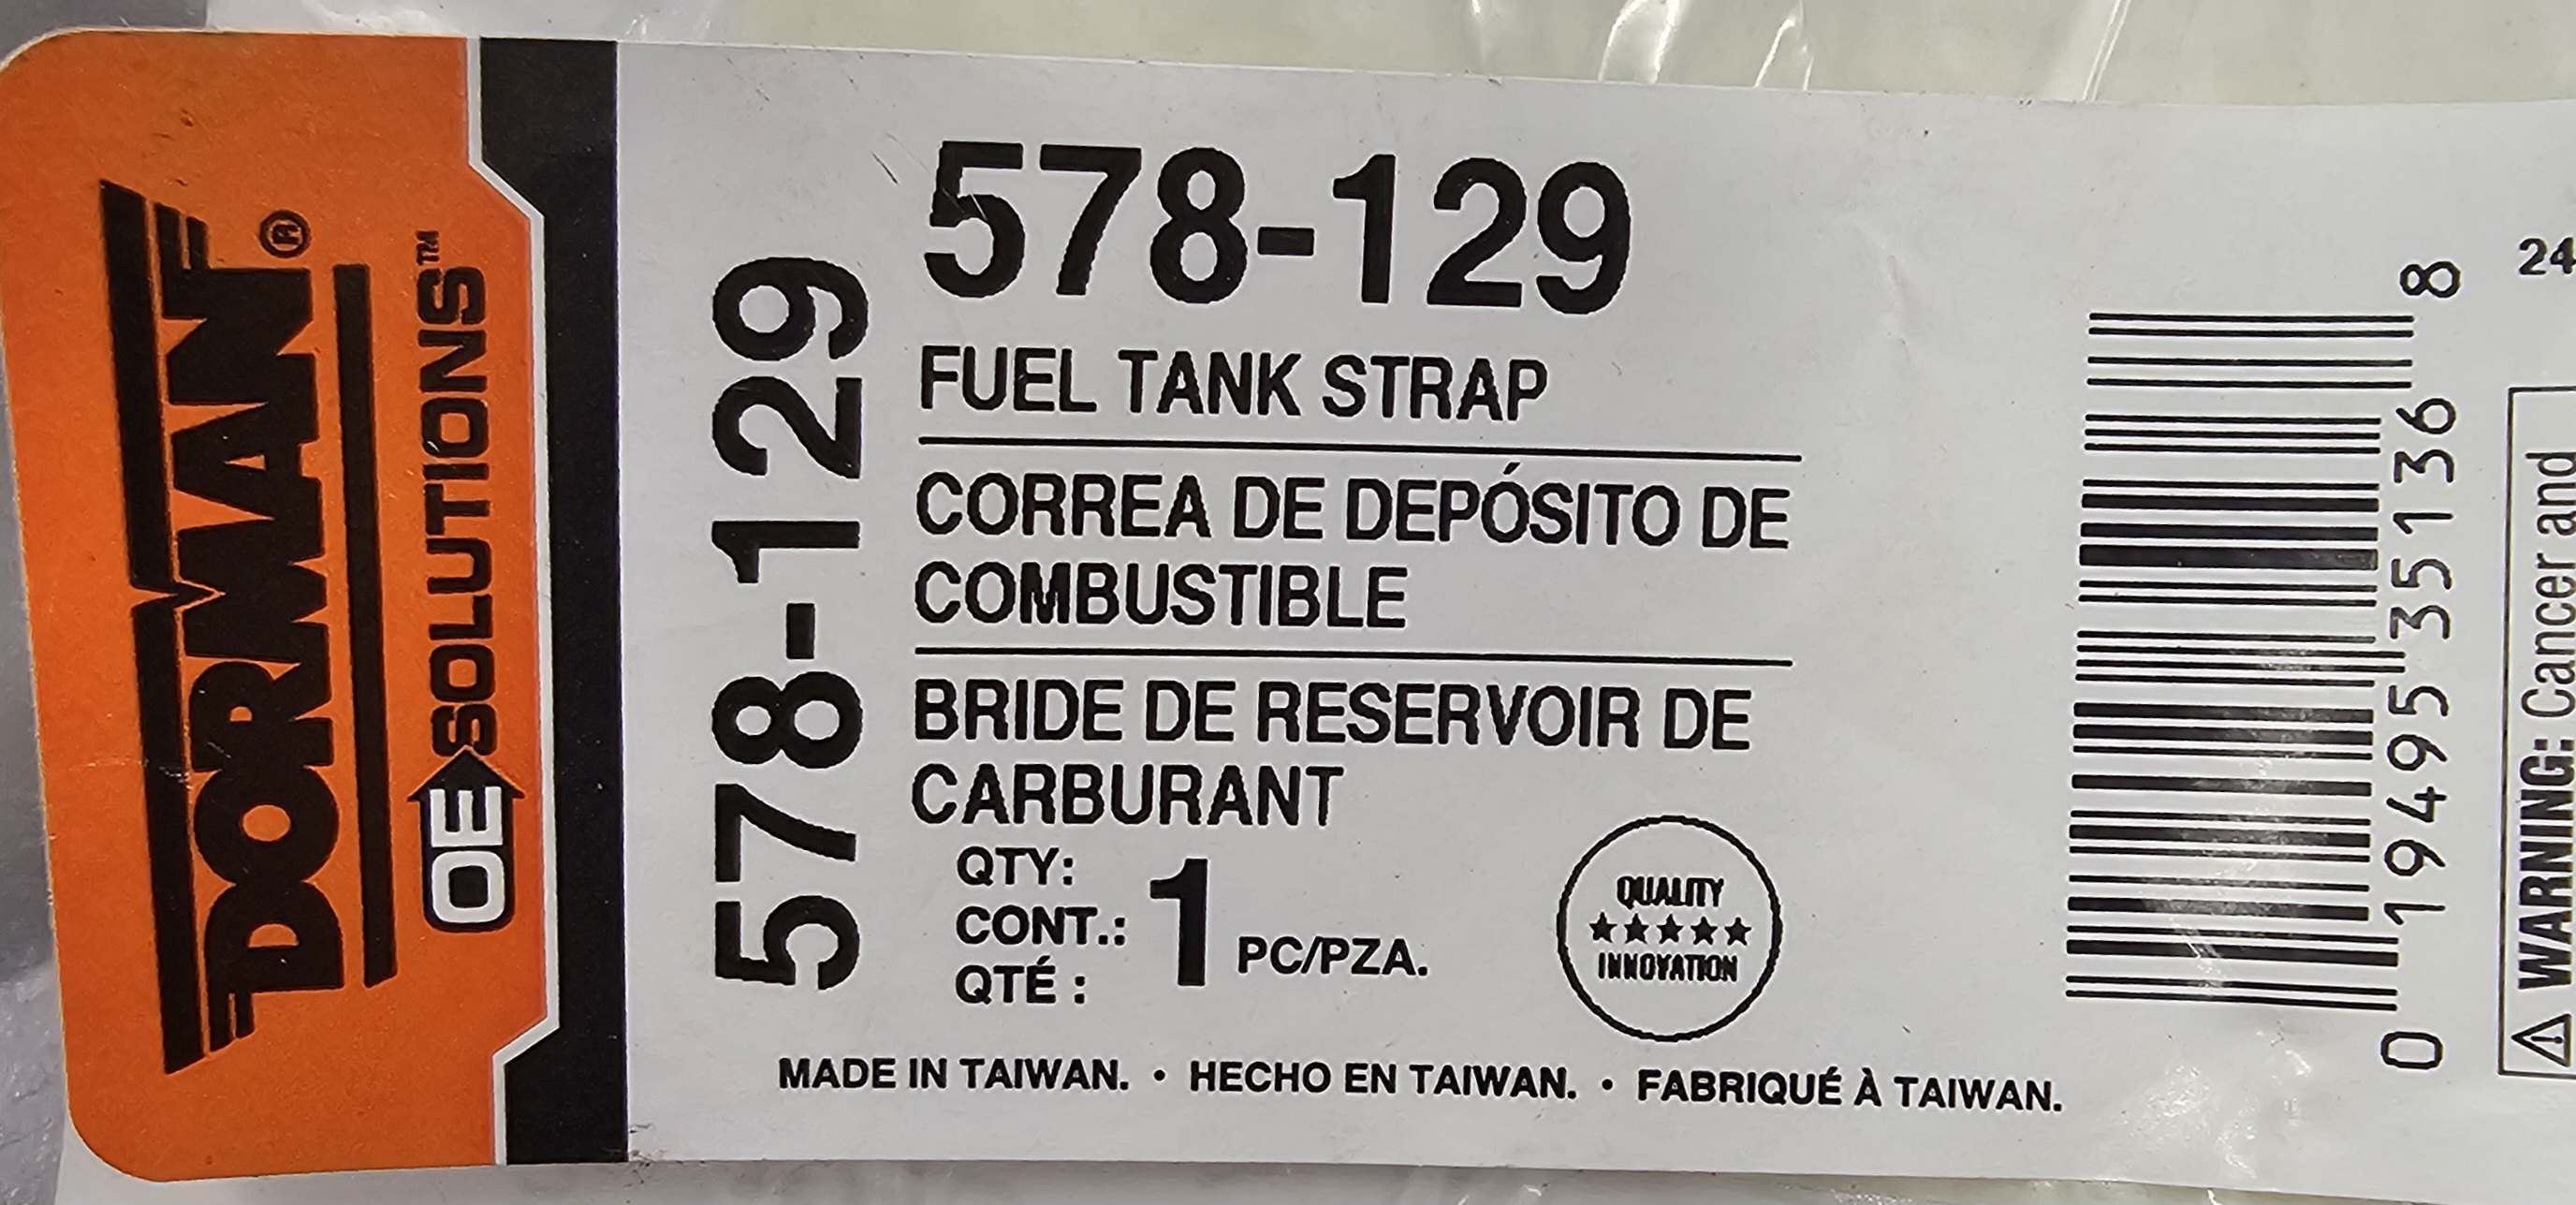 DORMAN®
OE SOLUTIONS™
578-129
578-129
FUEL TANK STRAP
CORREA DE DEPÓSITO DE
COMBUSTIBLE
BRIDE DE RESERVOIR DE
CARBURANT
QTY:
CONT.:
QTÉ :
1 PC/PZA.
QUALITY
★★★★★
INNOVATION
MADE IN TAIWAN. • HECHO EN TAIWAN. • FABRIQUÉ À TAIWAN.
0 19495 35136 8
24
⚠ WARNING: Cancer and